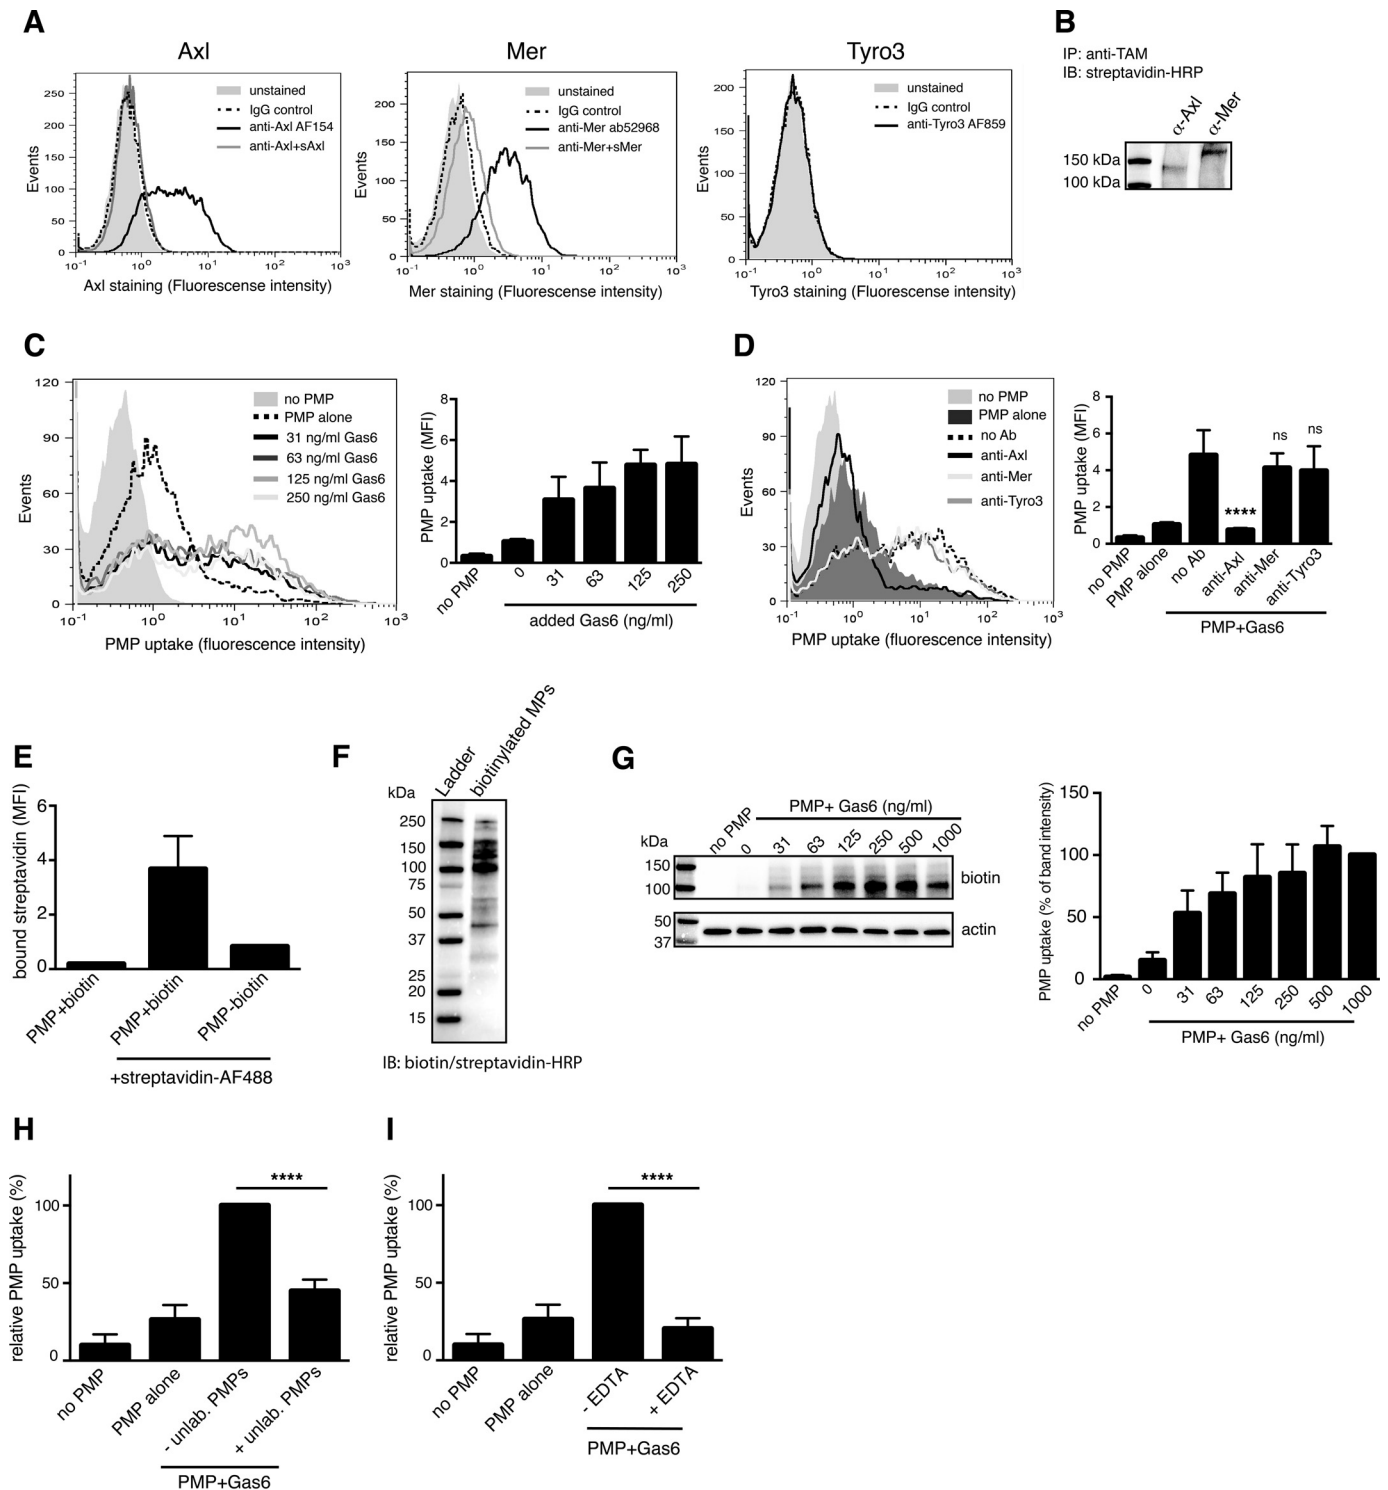 A
B
Axl
Mer
Tyro3
IP: anti-TAM
IB: streptavidin-HRP
α-Axl
α-Mer
150 kDa
100 kDa
250
200
150
100
50
0
Events
unstained
IgG control
anti-Axl AF154
anti-Axl+sAxl
10-1
100
101
102
103
Axl staining (Fluorescense intensity)
200
150
100
50
0
Events
unstained
IgG control
anti-Mer ab52968
anti-Mer+sMer
10-1
100
101
102
103
Mer staining (Fluorescense intensity)
200
150
100
50
0
Events
unstained
IgG control
anti-Tyro3 AF859
10-1
100
101
102
103
Tyro3 staining (Fluorescense intensity)
C
120
90
60
30
0
Events
no PMP
PMP alone
31 ng/ml Gas6
63 ng/ml Gas6
125 ng/ml Gas6
250 ng/ml Gas6
10-1
100
101
102
103
PMP uptake (fluorescence intensity)
PMP uptake (MFI)
8
6
4
2
0
no PMP
0
31
63
125
250
added Gas6 (ng/ml)
D
120
90
60
30
0
Events
no PMP
PMP alone
no Ab
anti-Axl
anti-Mer
anti-Tyro3
10-1
100
101
102
103
PMP uptake (fluorescence intensity)
PMP uptake (MFI)
8
6
4
2
0
****
ns
ns
no PMP
PMP alone
no Ab
anti-Axl
anti-Mer
anti-Tyro3
PMP+Gas6
E
bound streptavidin (MFI)
6
4
2
0
PMP+biotin
PMP+biotin
PMP-biotin
+streptavidin-AF488
F
kDa
Ladder
biotinylated MPs
250
150
100
75
50
37
25
20
15
IB: biotin/streptavidin-HRP
G
PMP+ Gas6 (ng/ml)
kDa
no PMP
0
31
63
125
250
500
1000
150
100
biotin
50
37
actin
PMP uptake (% of band intensity)
150
100
50
0
no PMP
0
31
63
125
250
500
1000
PMP+ Gas6 (ng/ml)
H
relative PMP uptake (%)
100
50
0
****
no PMP
PMP alone
- unlab. PMPs
+ unlab. PMPs
PMP+Gas6
I
relative PMP uptake (%)
100
50
0
****
no PMP
PMP alone
- EDTA
+ EDTA
PMP+Gas6